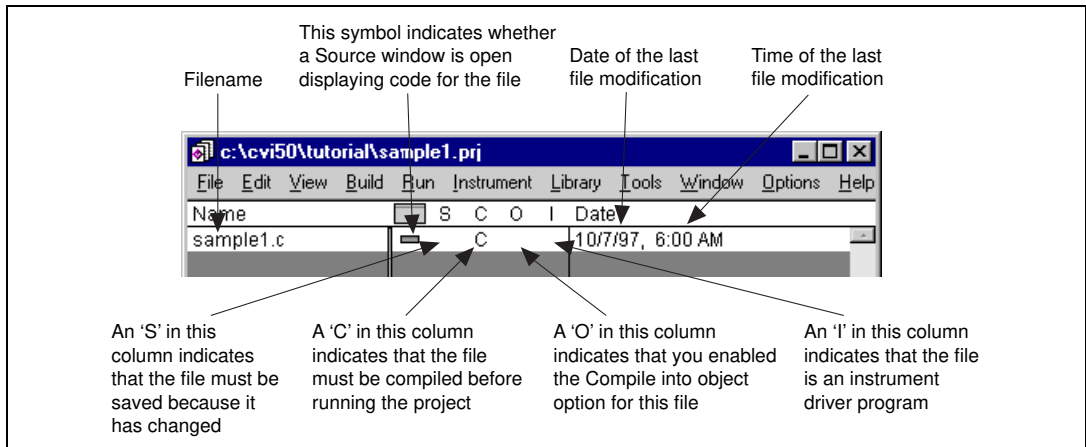 This symbol indicates whether
a Source window is open
displaying code for the file
Filename
Date of the last
file modification
Time of the last
file modification
c:\cvi50\tutorial\sample1.prj
File Edit View Build Run Instrument Library Tools Window Options Help
Name S C O I Date
sample1.c C 10/7/97, 6:00 AM
An ‘S’ in this
column indicates
that the file must be
saved because it
has changed
A ‘C’ in this column
indicates that the file
must be compiled before
running the project
A ‘O’ in this column
indicates that you enabled
the Compile into object
option for this file
An ‘I’ in this column
indicates that the file
is an instrument
driver program